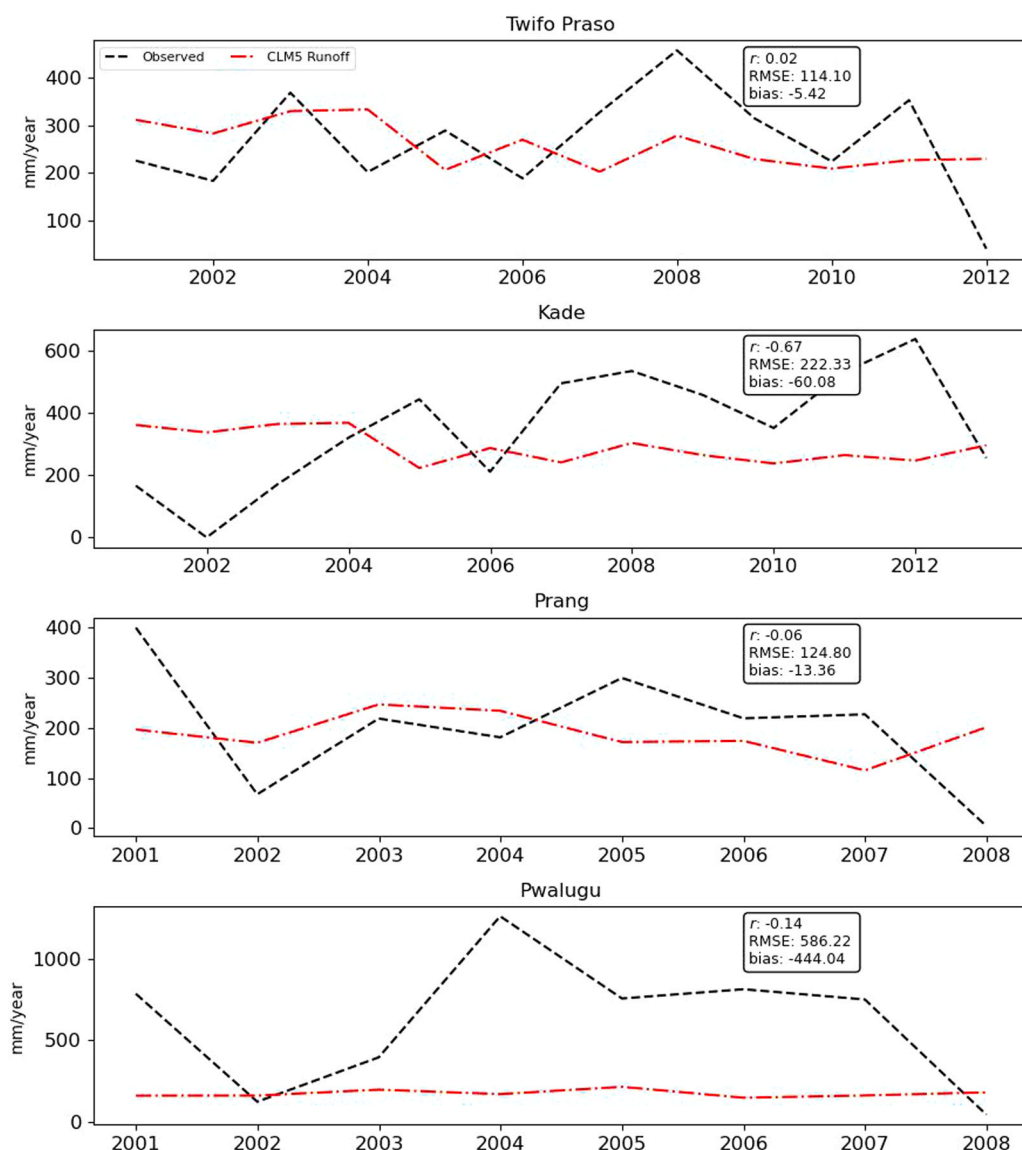 Twifo Praso
Observed
CLM5 Runoff
r: 0.02
RMSE: 114.10
bias: -5.42
mm/year
400
300
200
100
2002 2004 2006 2008 2010 2012
Kade
r: -0.67
RMSE: 222.33
bias: -60.08
mm/year
600
400
200
0
2002 2004 2006 2008 2010 2012
Prang
r: -0.06
RMSE: 124.80
bias: -13.36
mm/year
400
300
200
100
0
2001 2002 2003 2004 2005 2006 2007 2008
Pwalugu
r: -0.14
RMSE: 586.22
bias: -444.04
mm/year
1000
500
0
2001 2002 2003 2004 2005 2006 2007 2008